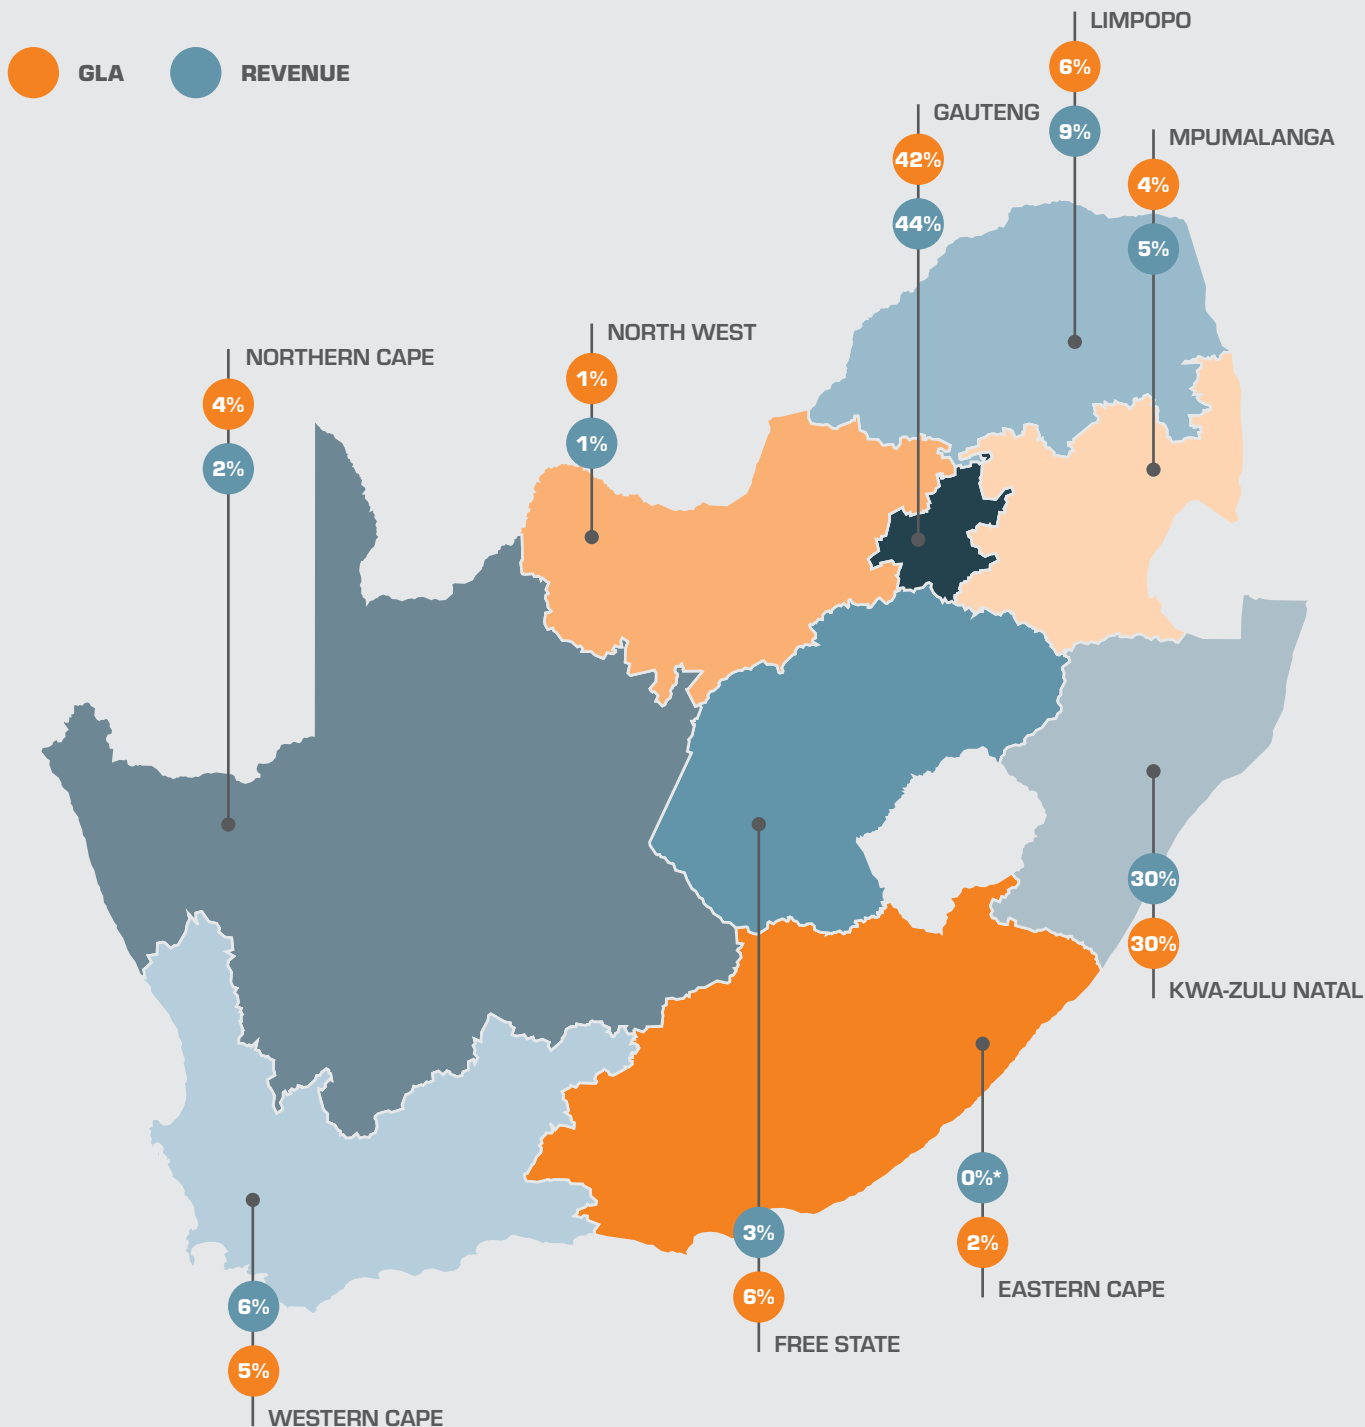 GLA
REVENUE
LIMPOPO
6%
9%
GAUTENG
42%
44%
MPUMALANGA
4%
5%
NORTH WEST
1%
1%
NORTHERN CAPE
4%
2%
30%
30%
KWA-ZULU NATAL
0%*
2%
EASTERN CAPE
3%
6%
FREE STATE
6%
5%
WESTERN CAPE